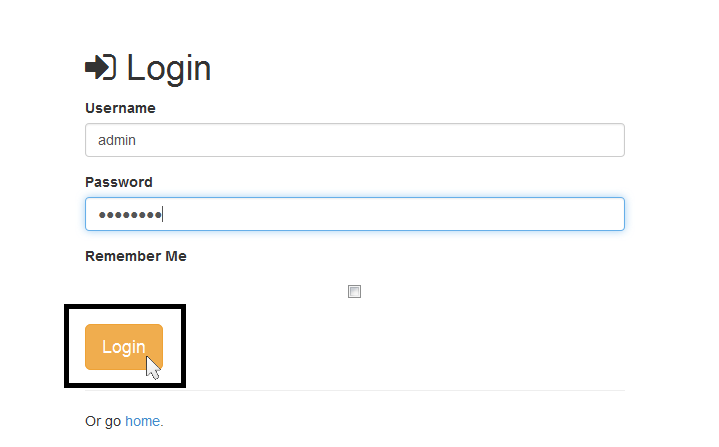 Login
Username
admin
Password
••••••••
Remember Me
Login
Or go home.